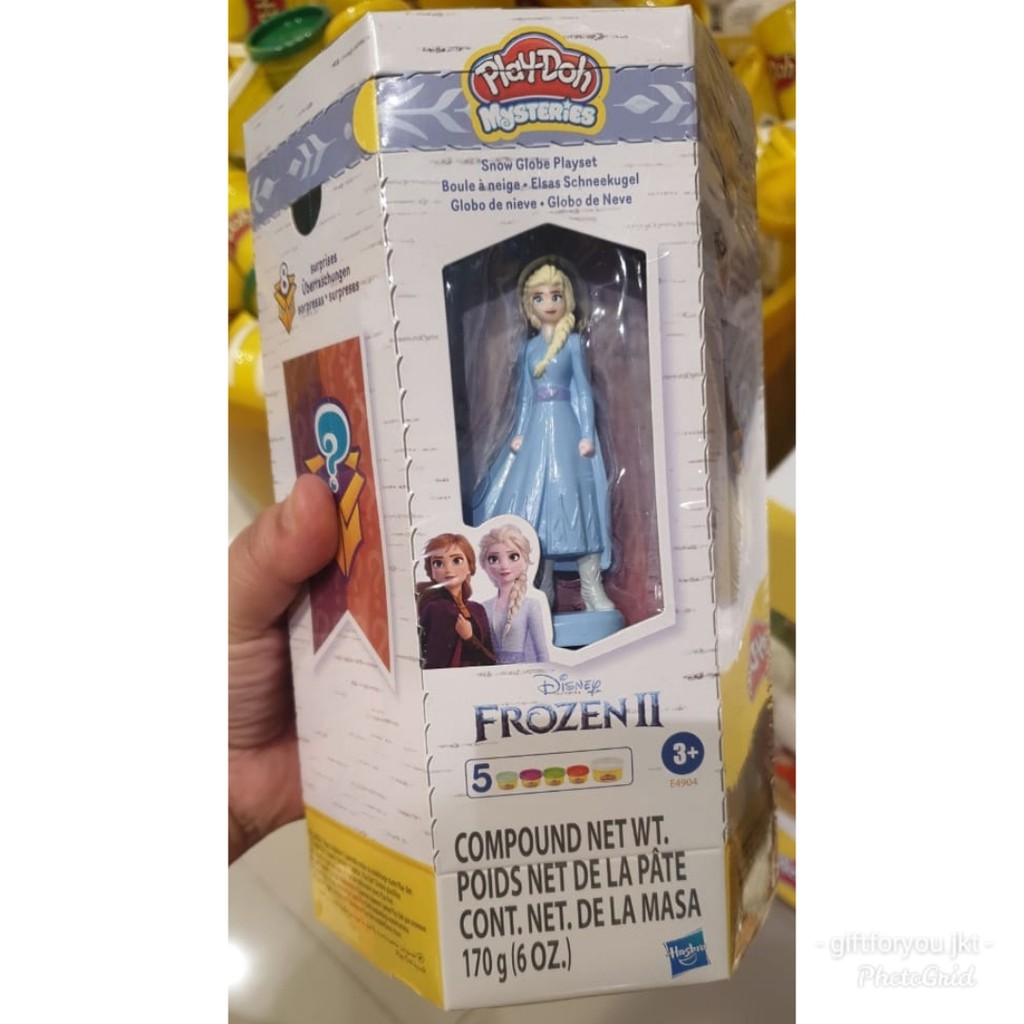 Play-Doh
MYSTERIES
Snow Globe Playset
Boule à neige • Elsas Schneekugel
Globo de nieve • Globo de Neve
8
surprises
Überraschungen
sorpresas • surpresas
?
DISNEY
FROZEN II
5
3+
E4904
COMPOUND NET WT.
POIDS NET DE LA PÂTE
CONT. NET. DE LA MASA
170 g (6 OZ.)
Hasbro
- giftforyou jkt -
PhotoGrid